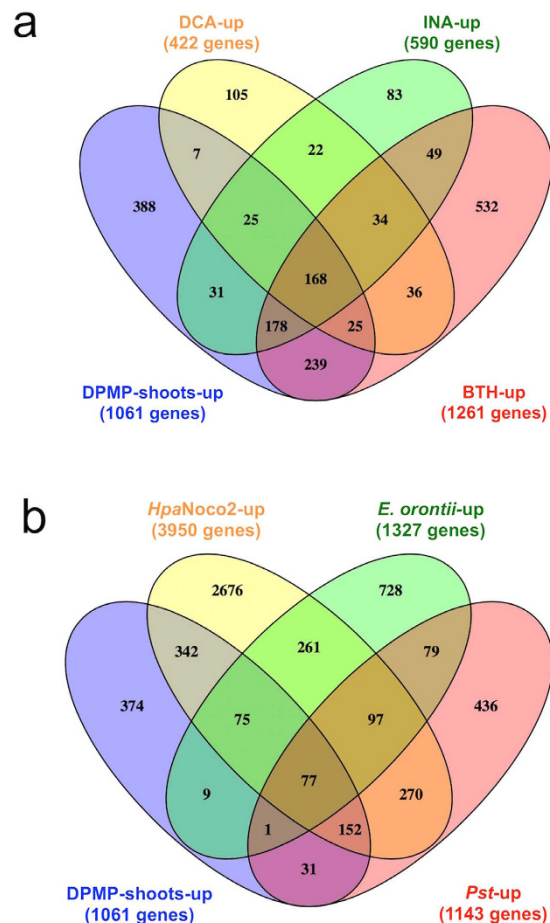 a
DCA-up
(422 genes)
INA-up
(590 genes)
105
83
7
22
49
388
25
34
532
31
168
36
178
25
239
DPMP-shoots-up
(1061 genes)
BTH-up
(1261 genes)
b
HpaNoco2-up
(3950 genes)
E. orontii-up
(1327 genes)
2676
728
342
261
79
374
75
97
436
9
77
270
1
152
31
DPMP-shoots-up
(1061 genes)
Pst-up
(1143 genes)